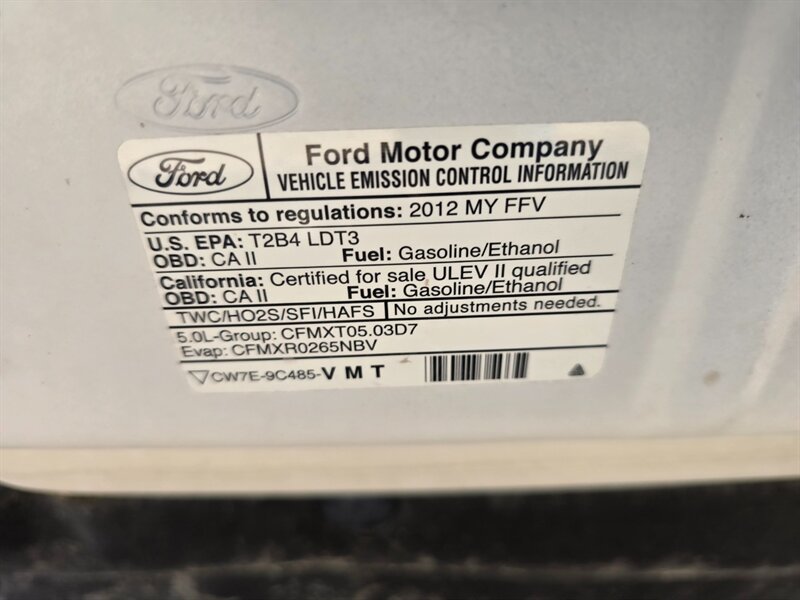 Ford
Ford
Ford Motor Company
VEHICLE EMISSION CONTROL INFORMATION
Conforms to regulations: 2012 MY FFV
U.S. EPA: T2B4 LDT3
OBD: CA II Fuel: Gasoline/Ethanol
California: Certified for sale ULEV II qualified
OBD: CA II Fuel: Gasoline/Ethanol
TWC/HO2S/SFI/HAFS No adjustments needed.
5.0L-Group: CFMXT05.03D7
Evap: CFMXR0265NBV
CW7E-9C485-V M T